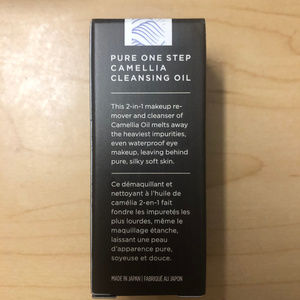 PURE ONE STEP
CAMELLIA
CLEANSING OIL
This 2-in-1 makeup re-
mover and cleanser of
Camellia Oil melts away
the heaviest impurities,
even waterproof eye
makeup, leaving behind
pure, silky soft skin.
Ce démaquillant et
nettoyant à l'huile de
camélia 2-en-1 fait
fondre les impuretés les
plus lourdes, même le
maquillage étanche,
laissant une peau
d'apparence pure,
soyeuse et douce.
MADE IN JAPAN | FABRIQUÉ AU JAPON